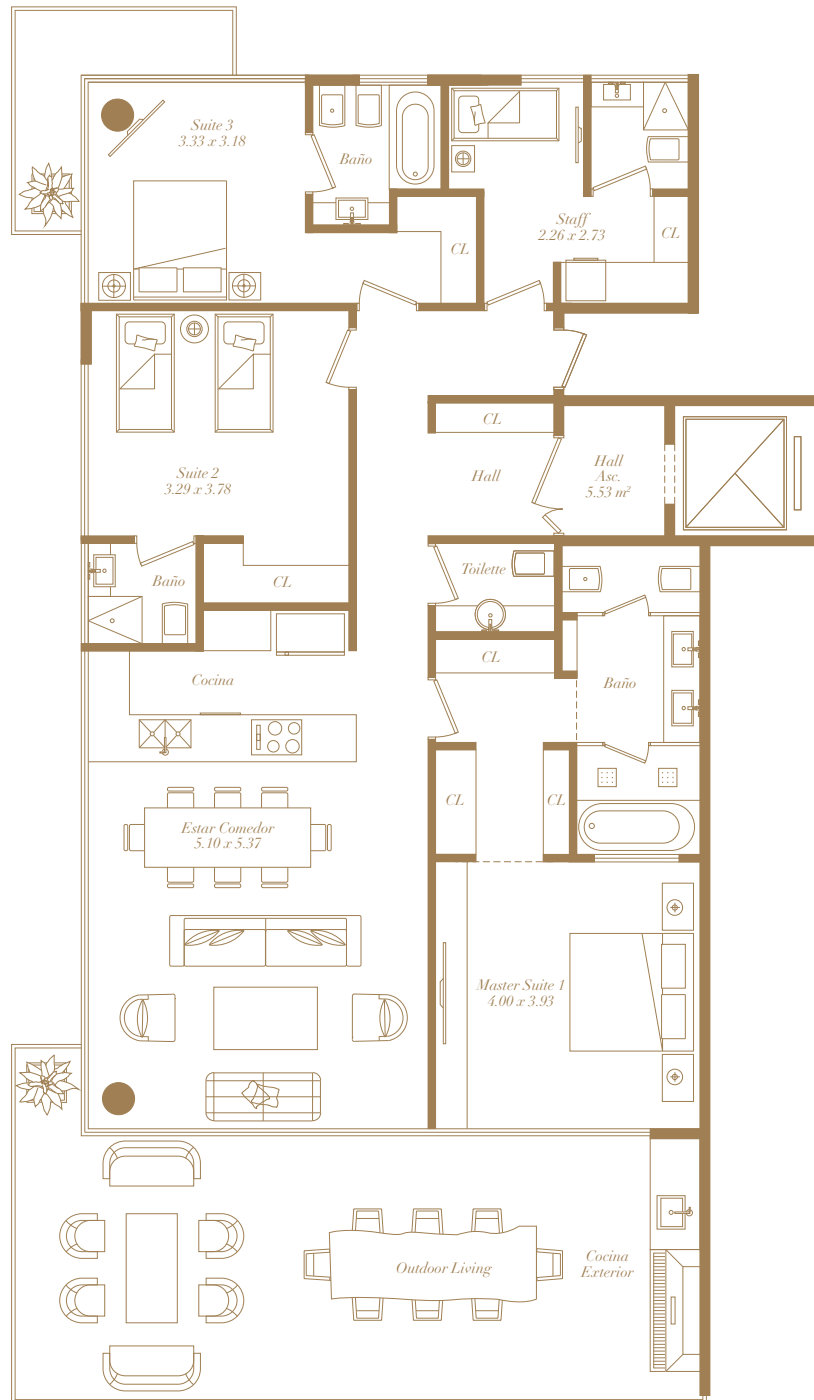 Suite 3
3.33 x 3.18
Baño
Staff
2.26 x 2.73
CL
CL
Suite 2
3.29 x 3.78
CL
Hall
Hall
Asc.
5.53 m²
Baño
CL
Toilette
CL
Baño
Cocina
CL
CL
Estar Comedor
5.10 x 5.37
Master Suite 1
4.00 x 3.93
Outdoor Living
Cocina
Exterior